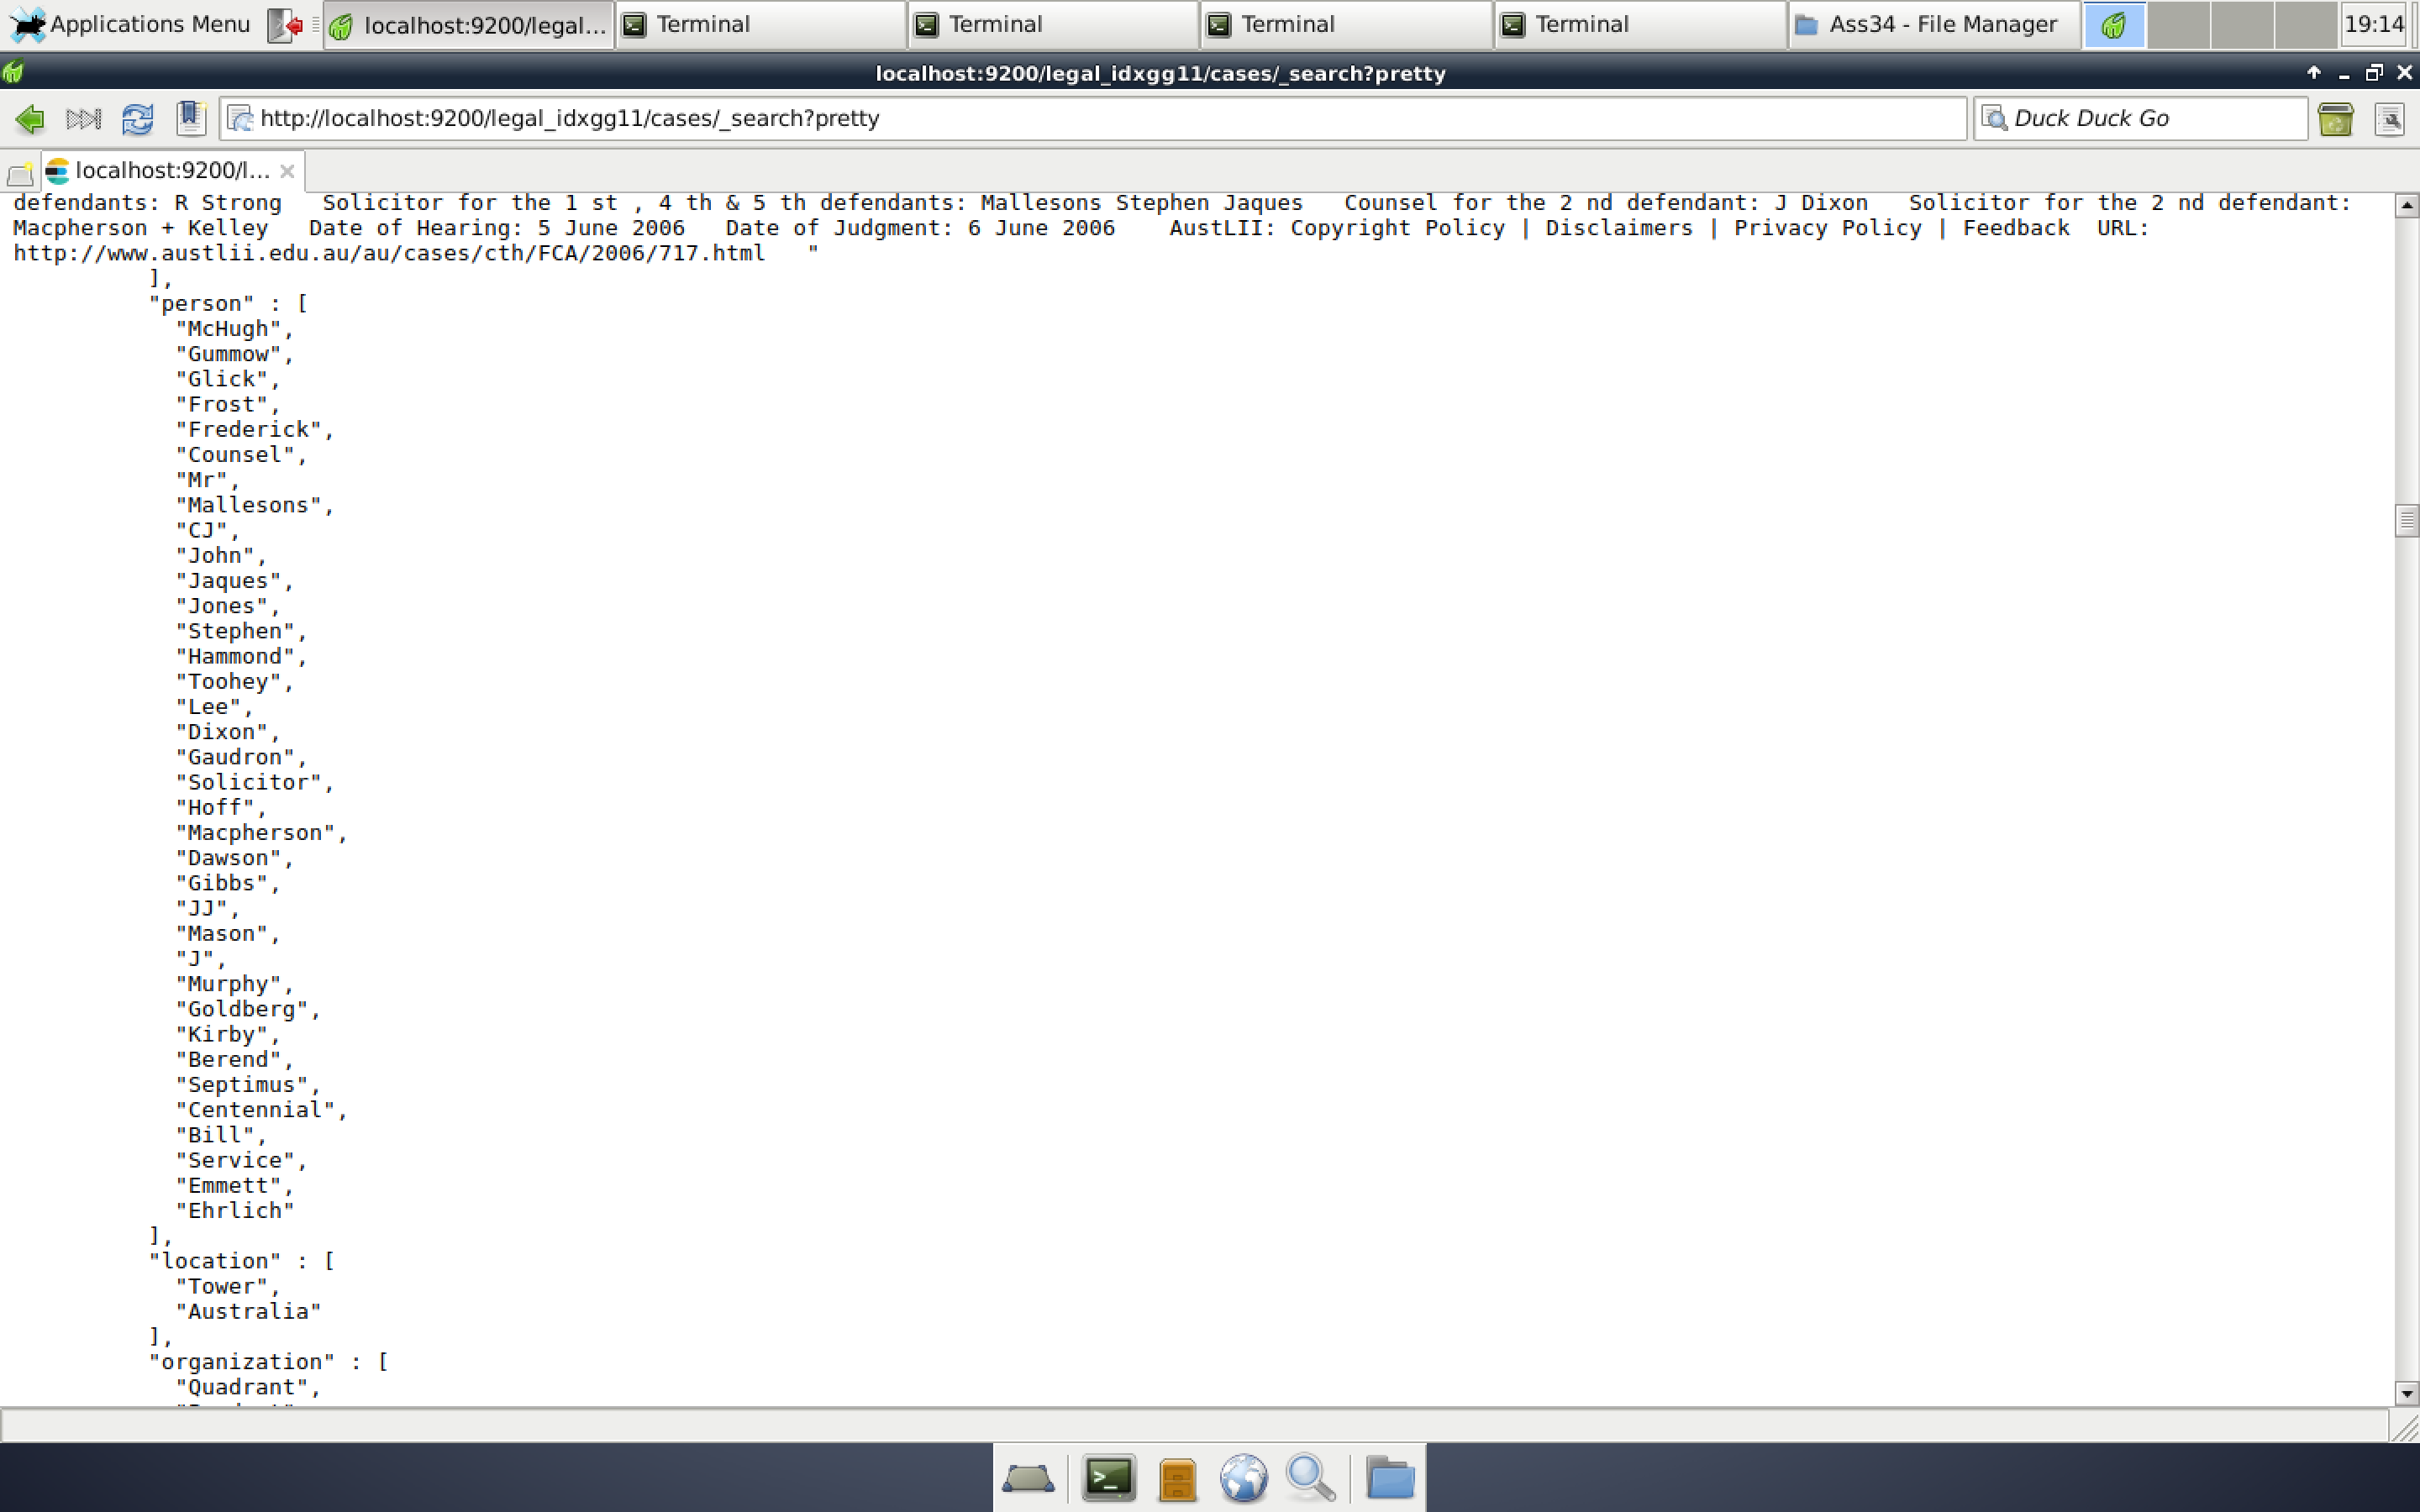 Applications Menu localhost:9200/legal... Terminal Terminal Terminal Terminal Ass34 - File Manager 19:14
localhost:9200/legal_idxgg11/cases/_search?pretty
http://localhost:9200/legal_idxgg11/cases/_search?pretty Duck Duck Go
localhost:9200/l...
defendants: R Strong   Solicitor for the 1 st , 4 th & 5 th defendants: Mallesons Stephen Jaques   Counsel for the 2 nd defendant: J Dixon   Solicitor for the 2 nd defendant:
Macpherson + Kelley   Date of Hearing: 5 June 2006   Date of Judgment: 6 June 2006    AustLII: Copyright Policy | Disclaimers | Privacy Policy | Feedback  URL:
http://www.austlii.edu.au/au/cases/cth/FCA/2006/717.html   "
],
"person" : [
"McHugh",
"Gummow",
"Glick",
"Frost",
"Frederick",
"Counsel",
"Mr",
"Mallesons",
"CJ",
"John",
"Jaques",
"Jones",
"Stephen",
"Hammond",
"Toohey",
"Lee",
"Dixon",
"Gaudron",
"Solicitor",
"Hoff",
"Macpherson",
"Dawson",
"Gibbs",
"JJ",
"Mason",
"J",
"Murphy",
"Goldberg",
"Kirby",
"Berend",
"Septimus",
"Centennial",
"Bill",
"Service",
"Emmett",
"Ehrlich"
],
"location" : [
"Tower",
"Australia"
],
"organization" : [
"Quadrant",